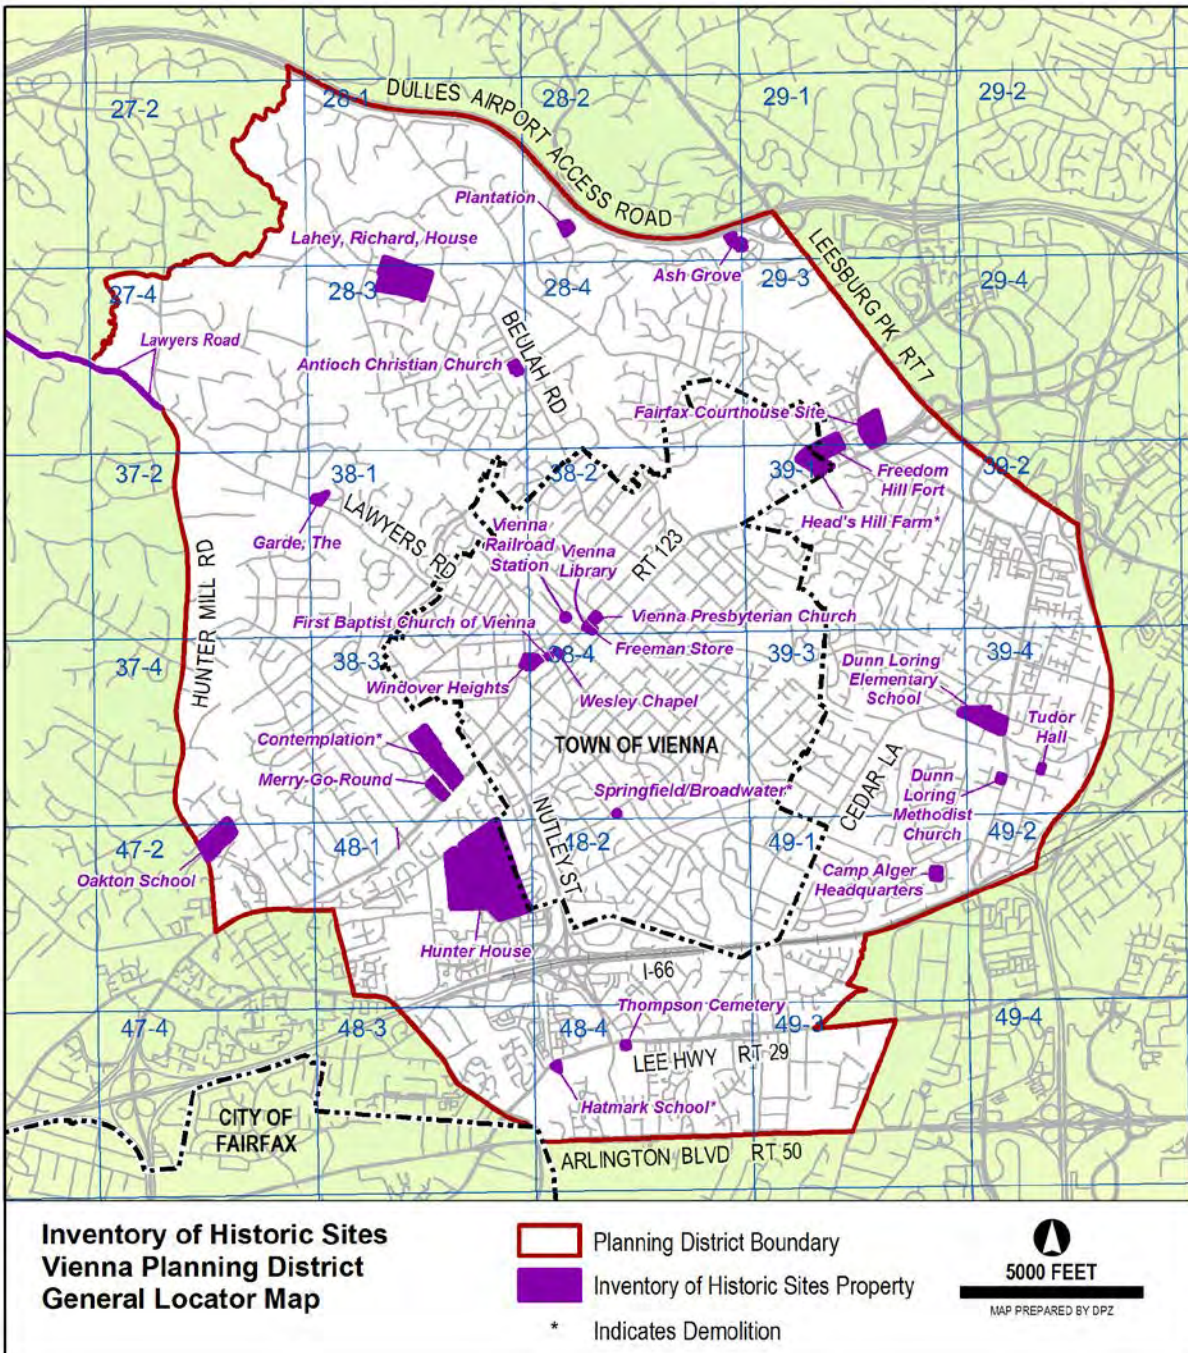 27-2
28-1
DULLES AIRPORT ACCESS ROAD
28-2
29-1
29-2
Plantation
Lahey, Richard, House
Ash Grove
LEESBURG PK RT 7
27-4
28-3
28-4
29-3
29-4
Lawyers Road
BEULAH RD
Antioch Christian Church
Fairfax Courthouse Site
37-2
38-1
38-2
39-1
39-2
Freedom
Hill Fort
Head's Hill Farm*
LAWYERS RD
Garde, The
Vienna
Railroad
Station
Vienna
Library
RT 123
HUNTER MILL RD
First Baptist Church of Vienna
Vienna Presbyterian Church
Freeman Store
37-4
38-3
38-4
39-3
39-4
Dunn Loring
Elementary
School
Windover Heights
Wesley Chapel
Tudor
Hall
Contemplation*
TOWN OF VIENNA
Merry-Go-Round
Springfield/Broadwater*
CEDAR LA
Dunn
Loring
Methodist
Church
NUTLEY ST
47-2
48-1
48-2
49-1
49-2
Oakton School
Camp Alger
Headquarters
Hunter House
I-66
Thompson Cemetery
47-4
48-3
48-4
49-3
49-4
LEE HWY RT 29
Hatmark School*
CITY OF
FAIRFAX
ARLINGTON BLVD RT 50
Inventory of Historic Sites
Vienna Planning District
General Locator Map
Planning District Boundary
Inventory of Historic Sites Property
* Indicates Demolition
5000 FEET
MAP PREPARED BY DPZ